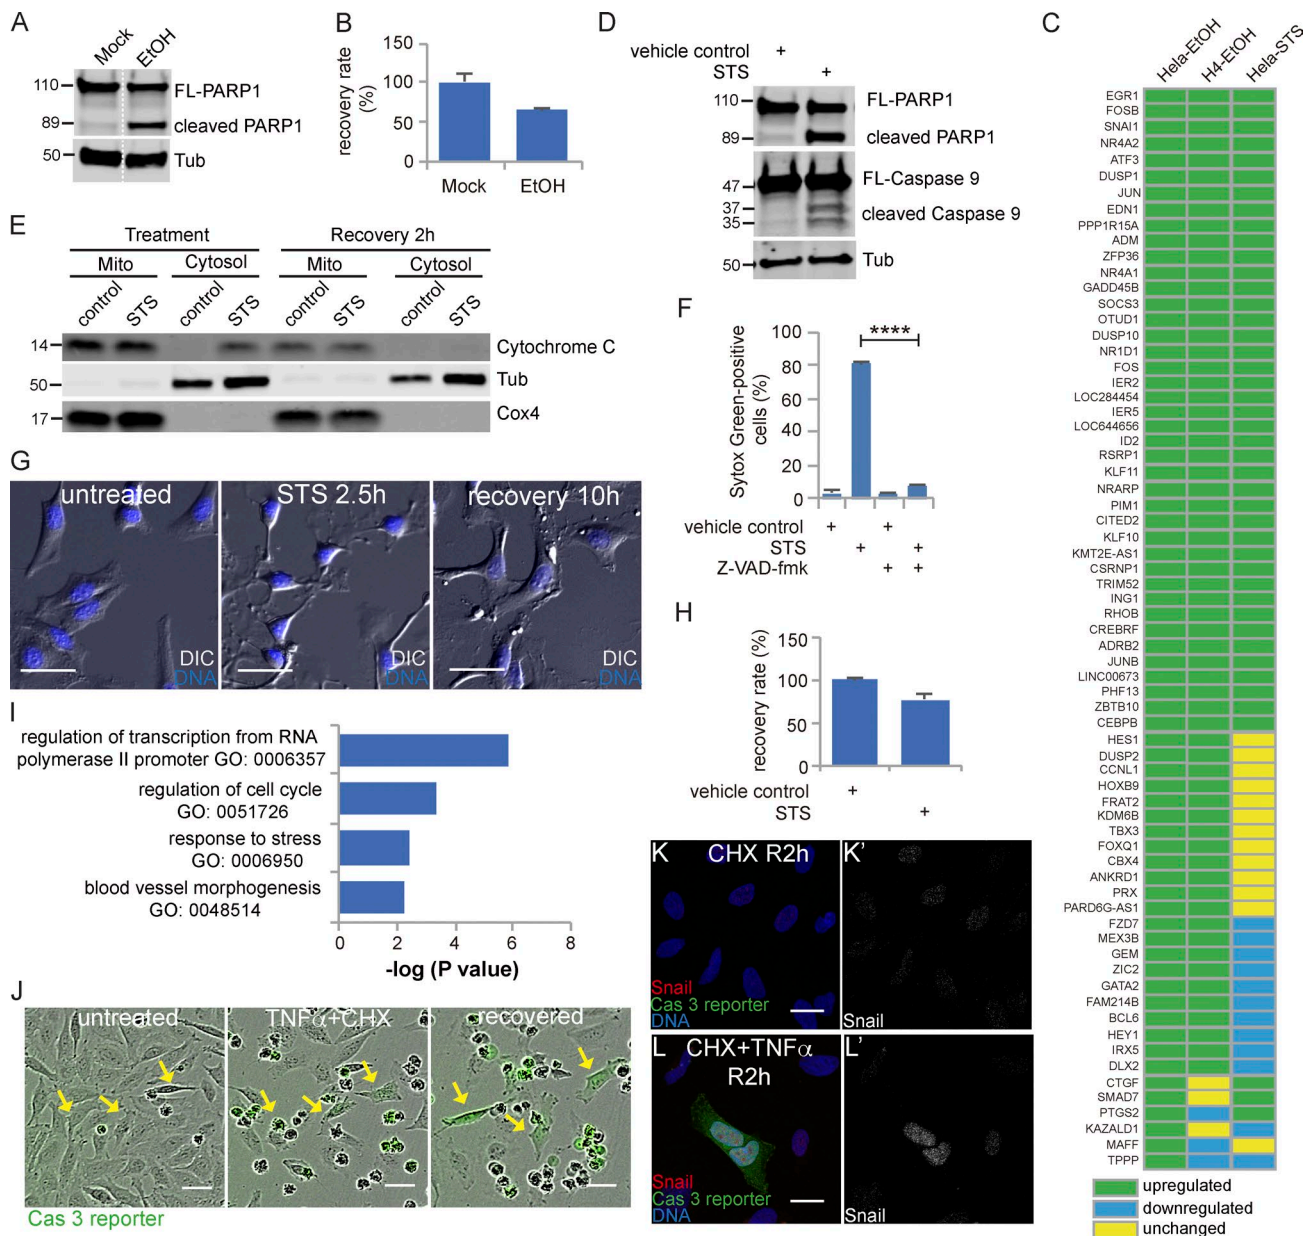 A
Mock
EtOH
110
FL-PARP1
89
cleaved PARP1
50
Tub
B
recovery rate
(%)
150
100
50
0
Mock
EtOH
D
vehicle control
+
STS
+
110
FL-PARP1
89
cleaved PARP1
47
FL-Caspase 9
37
35
cleaved Caspase 9
50
Tub
C
Hela-EtOH
H4-EtOH
Hela-STS
EGR1
FOSB
SNAI1
NR4A2
ATF3
DUSP1
JUN
EDN1
PPP1R15A
ADM
ZFP36
NR4A1
GADD45B
SOCS3
OTUD1
DUSP10
NR1D1
FOS
IER2
LOC284454
IER5
LOC644656
ID2
RSRP1
KLF11
NRARP
PIM1
CITED2
KLF10
KMT2E-AS1
CSRNP1
TRIM52
ING1
RHOB
CREBRF
ADRB2
JUNB
LINC00673
PHF13
ZBTB10
CEBPB
HES1
DUSP2
CCNL1
HOXB9
FRAT2
KDM6B
TBX3
FOXQ1
CBX4
ANKRD1
PRX
PARD6G-AS1
FZD7
MEX3B
GEM
ZIC2
GATA2
FAM214B
BCL6
HEY1
IRX5
DLX2
CTGF
SMAD7
PTGS2
KAZALD1
MAFF
TPPP
upregulated
downregulated
unchanged
E
Treatment
Recovery 2h
Mito
Cytosol
Mito
Cytosol
control
STS
control
STS
control
STS
control
STS
14
Cytochrome C
50
Tub
17
Cox4
F
Sytox Green-positive
cells (%)
100
80
60
40
20
0
****
vehicle control
+
+
STS
+
+
Z-VAD-fmk
+
+
G
untreated
STS 2.5h
recovery 10h
DIC
DNA
DIC
DNA
DIC
DNA
H
recovery rate (%)
150
100
50
0
vehicle control
+
STS
+
I
regulation of transcription from RNA
polymerase II promoter GO: 0006357
regulation of cell cycle
GO: 0051726
response to stress
GO: 0006950
blood vessel morphogenesis
GO: 0048514
0
2
4
6
8
-log (P value)
J
untreated
TNFα+CHX
recovered
Cas 3 reporter
K
CHX R2h
Snail
Cas 3 reporter
DNA
K'
Snail
L
CHX+TNFα
R2h
Snail
Cas 3 reporter
DNA
L'
Snail